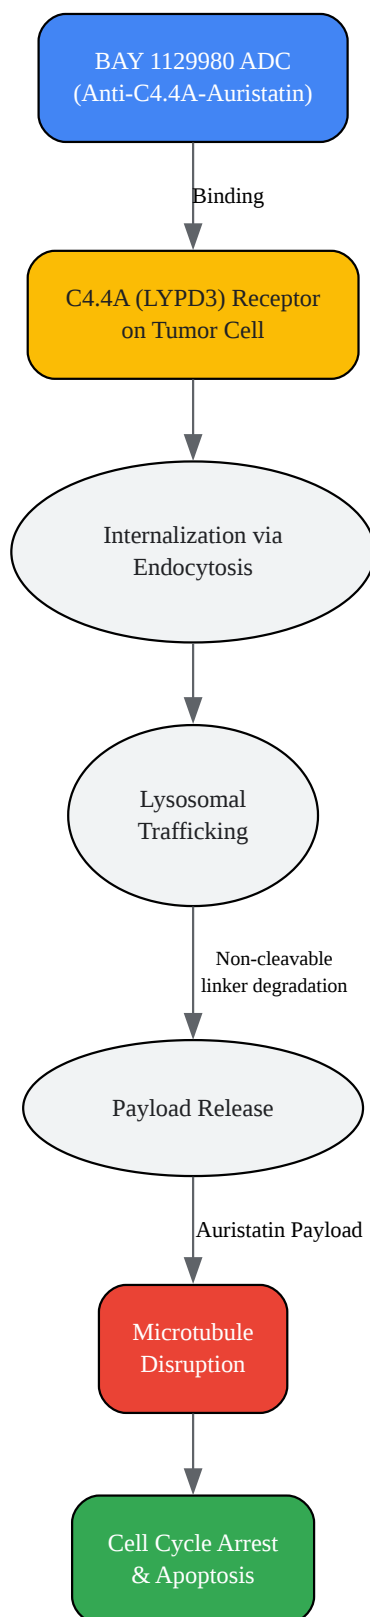 BAY 1129980 ADC
(Anti-C4.4A-Auristatin)
Binding
C4.4A (LYPD3) Receptor
on Tumor Cell
Internalization via
Endocytosis
Lysosomal
Trafficking
Non-cleavable
linker degradation
Payload Release
Auristatin Payload
Microtubule
Disruption
Cell Cycle Arrest
& Apoptosis